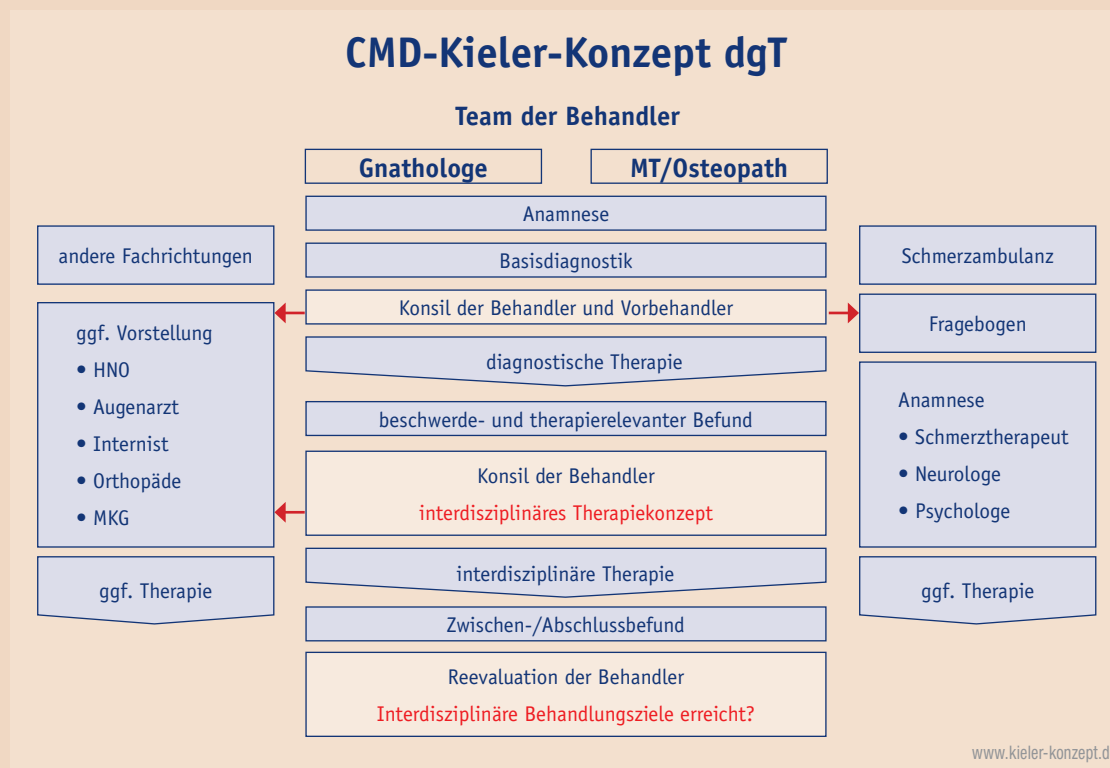 CMD-Kieler-Konzept dgT
Team der Behandler
Gnathologe
MT/Osteopath
Anamnese
Basisdiagnostik
Konsil der Behandler und Vorbehandler
diagnostische Therapie
beschwerde- und therapierelevanter Befund
Konsil der Behandler
interdisziplinäres Therapiekonzept
interdisziplinäre Therapie
Zwischen-/Abschlussbefund
Reevaluation der Behandler
Interdisziplinäre Behandlungsziele erreicht?
andere Fachrichtungen
ggf. Vorstellung
• HNO
• Augenarzt
• Internist
• Orthopäde
• MKG
ggf. Therapie
Schmerzambulanz
Fragebogen
Anamnese
• Schmerztherapeut
• Neurologe
• Psychologe
ggf. Therapie
www.kieler-konzept.d